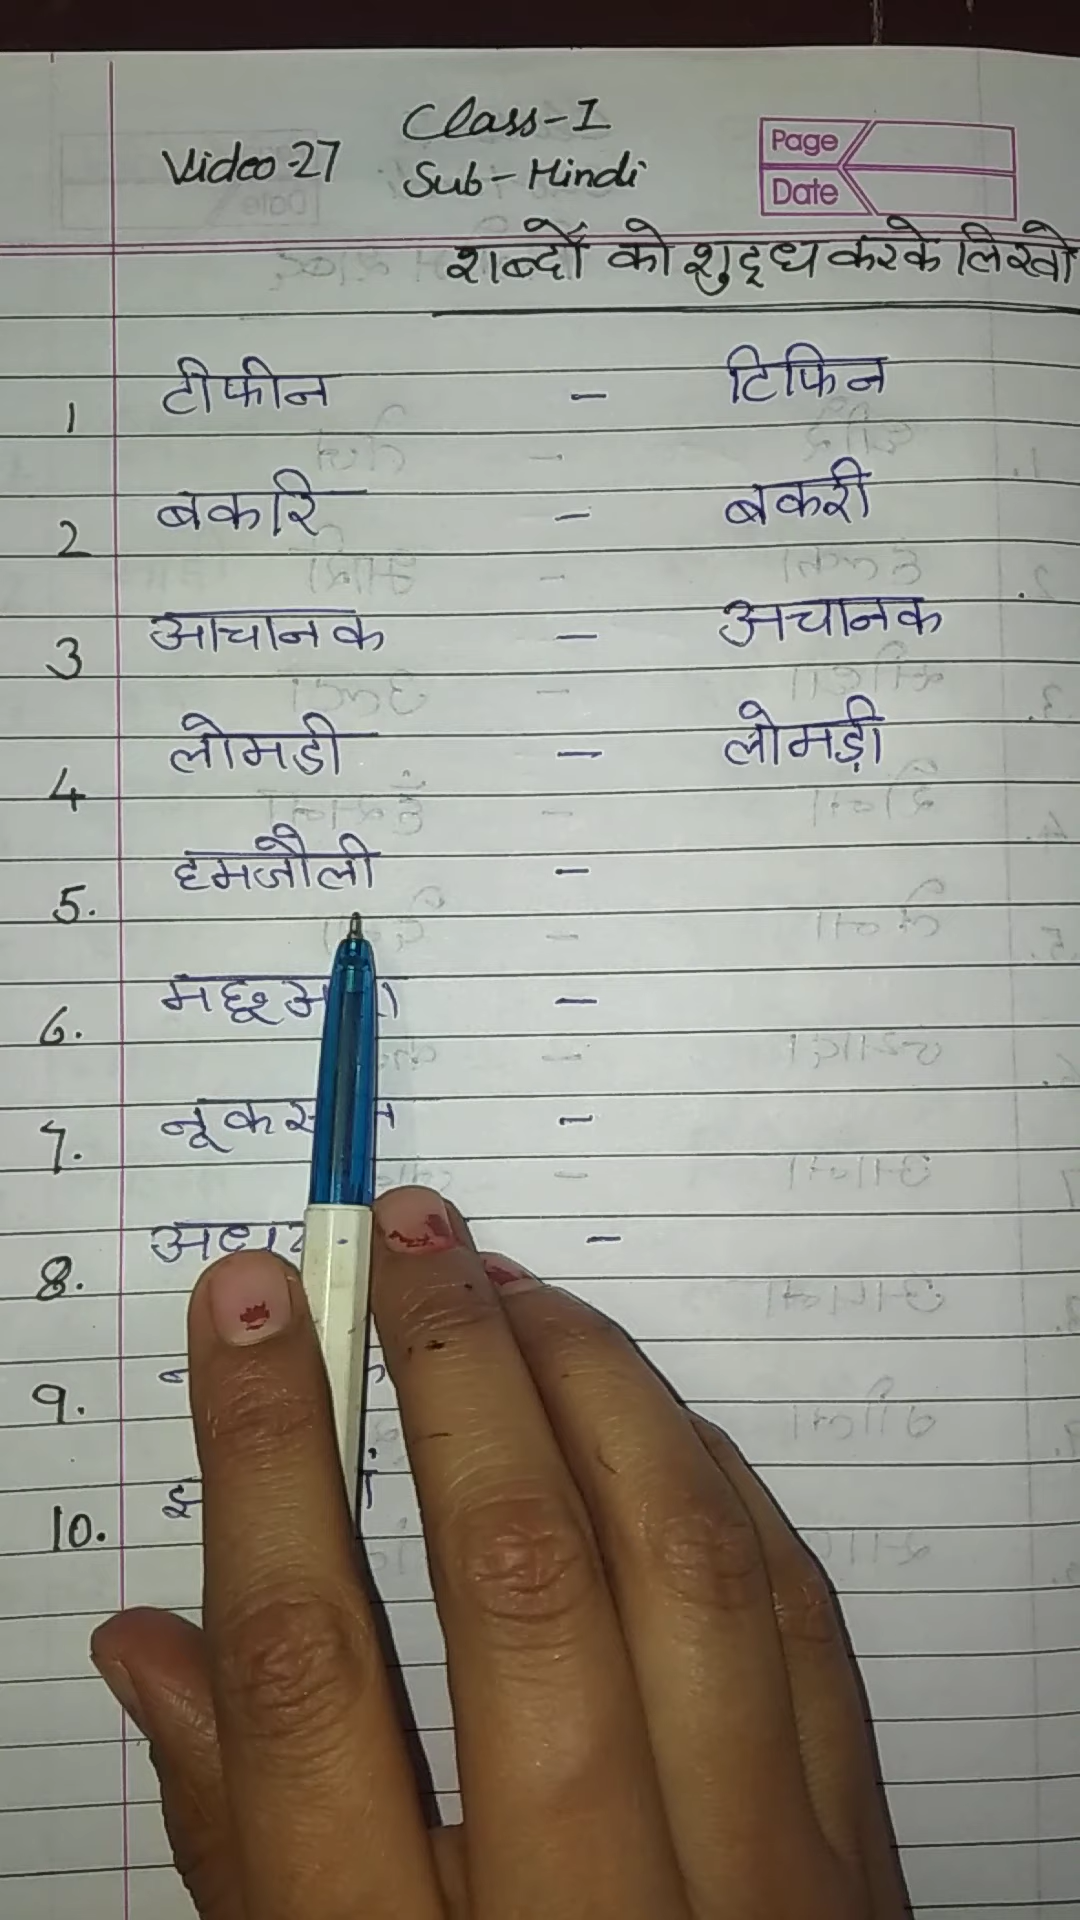 Class-I
Video-27 Sub-Hindi
Page
Date
शब्दों को शुद्ध करके लिखो
1 टीफीन - टिफिन
2 बकरि - बकरी
3 आचानक - अचानक
4 लोमडी - लोमड़ी
5. हमजौली -
6. -
7. -
8. -
9.
10.